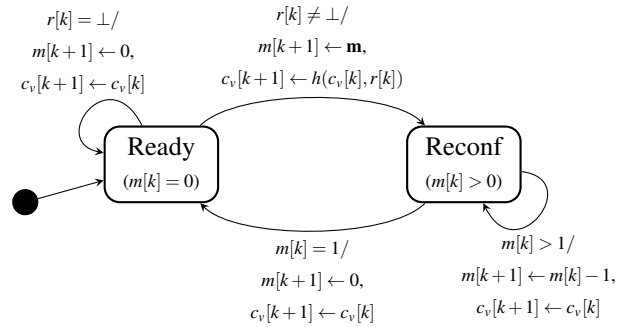 r[k] = ⊥/
m[k+1] ← 0,
c_v[k+1] ← c_v[k]
r[k] ≠ ⊥/
m[k+1] ← **m**,
c_v[k+1] ← h(c_v[k], r[k])
Ready
(m[k] = 0)
Reconf
(m[k] > 0)
m[k] = 1/
m[k+1] ← 0,
c_v[k+1] ← c_v[k]
m[k] > 1/
m[k+1] ← m[k] − 1,
c_v[k+1] ← c_v[k]